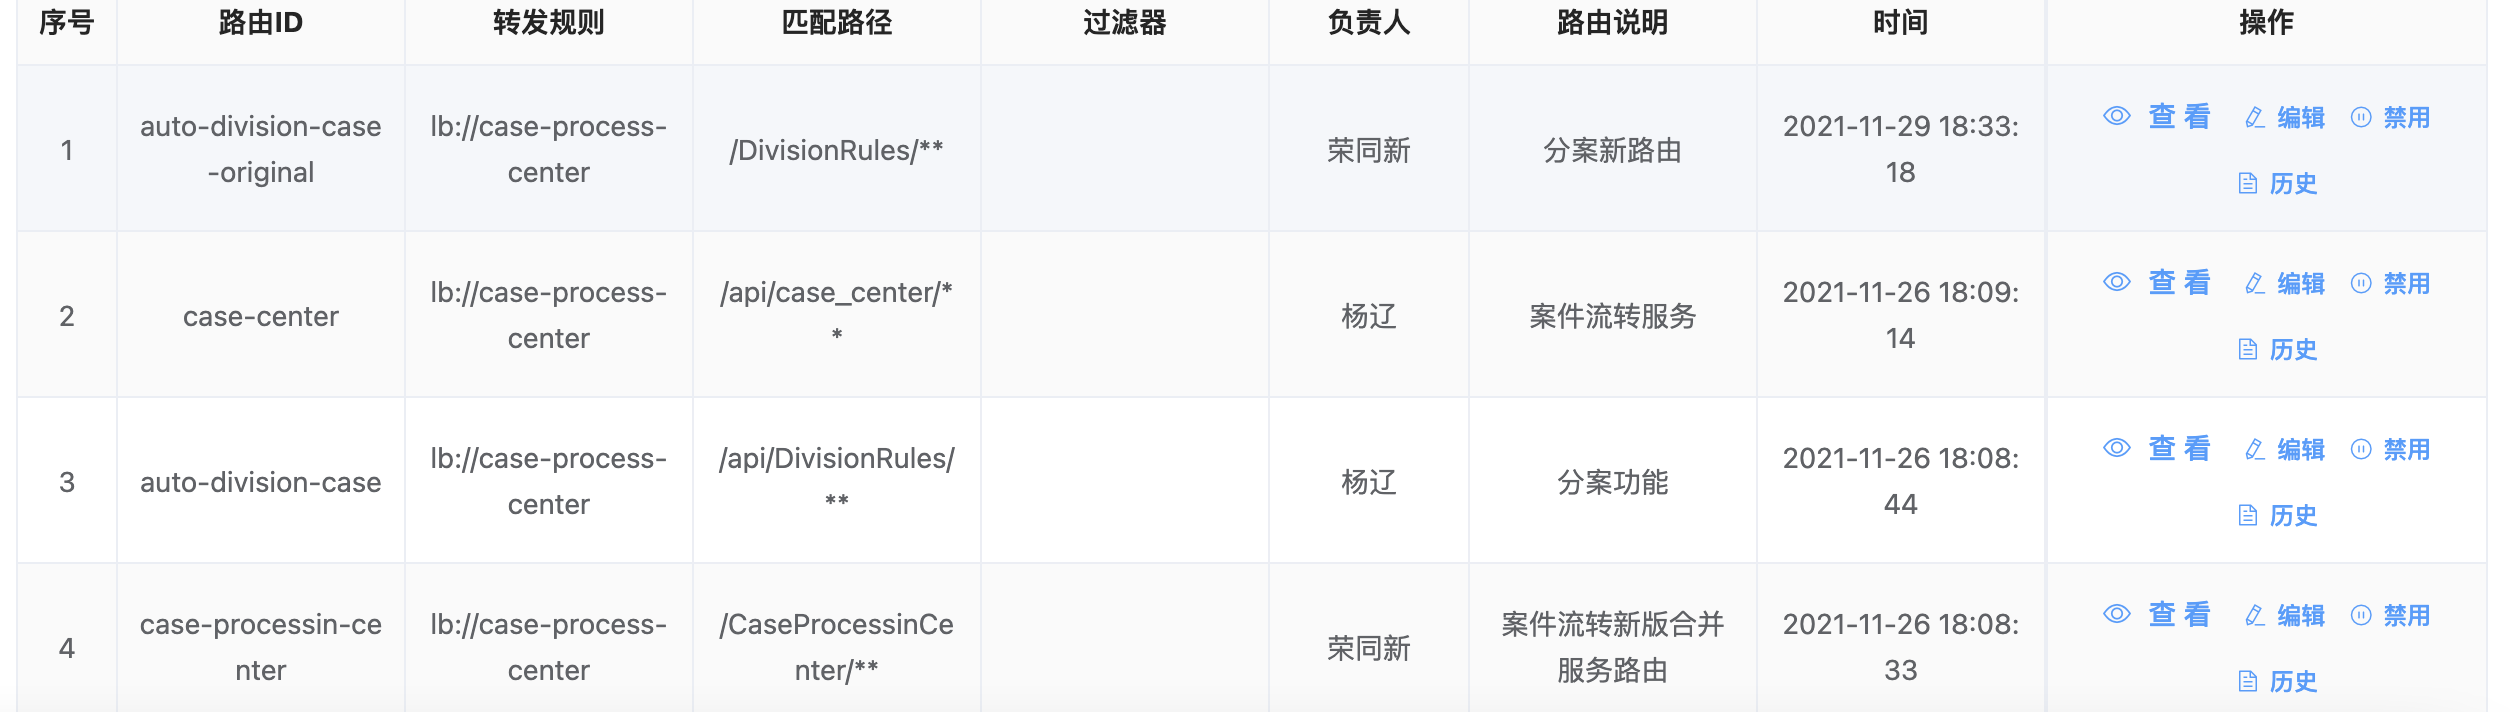 序号 路由ID 转发规则 匹配路径 过滤器 负责人 路由说明 时间 操作
1
auto-division-case
-original
lb://case-process-
center
/DivisionRules/**
荣同新
分案新路由
2021-11-29 18:33:
18
查 看 编辑 禁用
历史
2
case-center
lb://case-process-
center
/api/case_center/*
*
杨辽
案件流转服务
2021-11-26 18:09:
14
查 看 编辑 禁用
历史
3
auto-division-case
lb://case-process-
center
/api/DivisionRules/
**
杨辽
分案功能
2021-11-26 18:08:
44
查 看 编辑 禁用
历史
4
case-processin-ce
nter
lb://case-process-
center
/CaseProcessinCe
nter/**
荣同新
案件流转新版合并
服务路由
2021-11-26 18:08:
33
查 看 编辑 禁用
历史